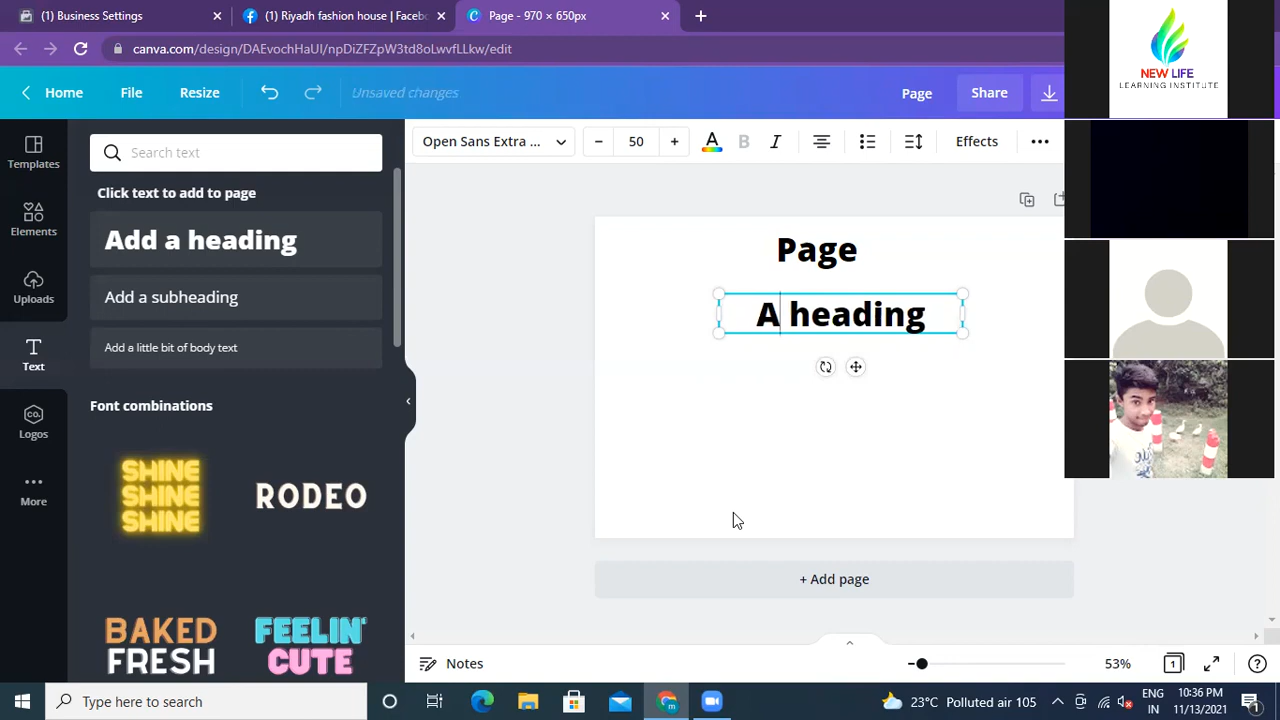 (1) Business Settings
(1) Riyadh fashion house | Faceb
Page - 970 × 650px
canva.com/design/DAEvochHaUI/npDiZFZpW3td8oLwvfLLkw/edit
Home
File
Resize
Unsaved changes
Page
Share
NEW LIFE
LEARNING INSTITUTE
Templates
Elements
Uploads
Text
Logos
More
Search text
Click text to add to page
Add a heading
Add a subheading
Add a little bit of body text
Font combinations
SHINE
SHINE
SHINE
RODEO
BAKED
FRESH
FEELIN'
CUTE
Open Sans Extra ...
50
A
B
I
Effects
Page
A heading
+ Add page
Notes
53%
1
Type here to search
23°C Polluted air 105
ENG
IN
10:36 PM
11/13/2021
1